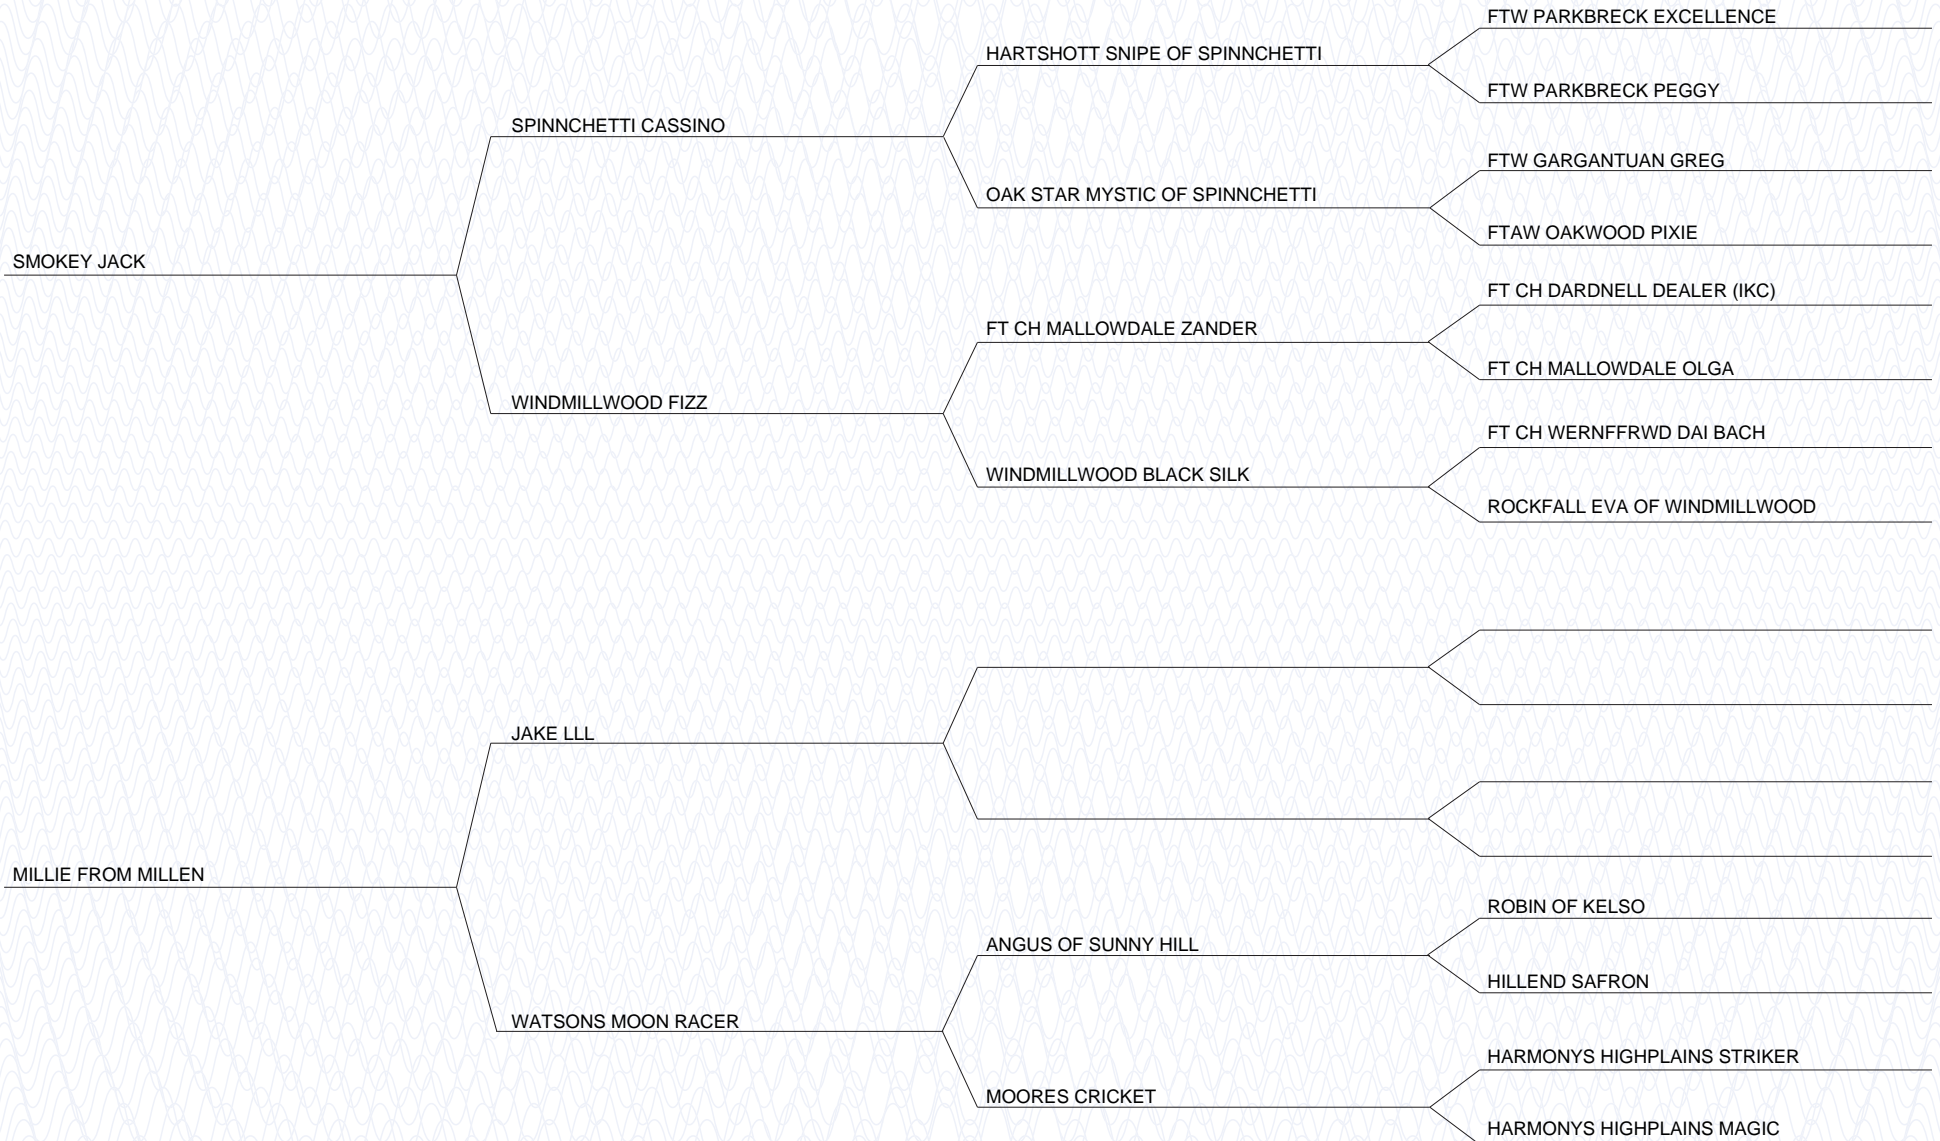 FTW PARKBRECK EXCELLENCE
HARTSHOTT SNIPE OF SPINNCHETTI
FTW PARKBRECK PEGGY
SPINNCHETTI CASSINO
FTW GARGANTUAN GREG
OAK STAR MYSTIC OF SPINNCHETTI
FTAW OAKWOOD PIXIE
SMOKEY JACK
FT CH DARDNELL DEALER (IKC)
FT CH MALLOWDALE ZANDER
FT CH MALLOWDALE OLGA
WINDMILLWOOD FIZZ
FT CH WERNFFRWD DAI BACH
WINDMILLWOOD BLACK SILK
ROCKFALL EVA OF WINDMILLWOOD
JAKE LLL
MILLIE FROM MILLEN
ROBIN OF KELSO
ANGUS OF SUNNY HILL
HILLEND SAFRON
WATSONS MOON RACER
HARMONYS HIGHPLAINS STRIKER
MOORES CRICKET
HARMONYS HIGHPLAINS MAGIC